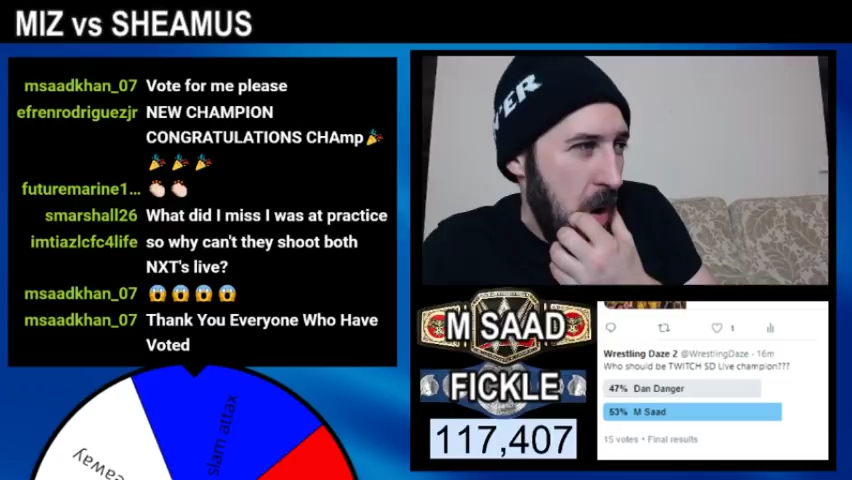 MIZ vs SHEAMUS
msaadkhan_07 Vote for me please
efrenrodriguezjr NEW CHAMPION
CONGRATULATIONS CHAmp🎉
🎉 🎉 🎉
futuremarine1... 👏🏻 👏🏻
smarshall26 What did I miss I was at practice
imtiazlcfc4life so why can't they shoot both
NXT's live?
msaadkhan_07 😱 😱 😱 😱
msaadkhan_07 Thank You Everyone Who Have
Voted
slam attax
eaway
VER
M SAAD
FICKLE
117,407
1
Wrestling Daze 2 @WrestlingDaze · 16m
Who should be TWITCH SD Live champion???
47% Dan Danger
53% M Saad
15 votes • Final results